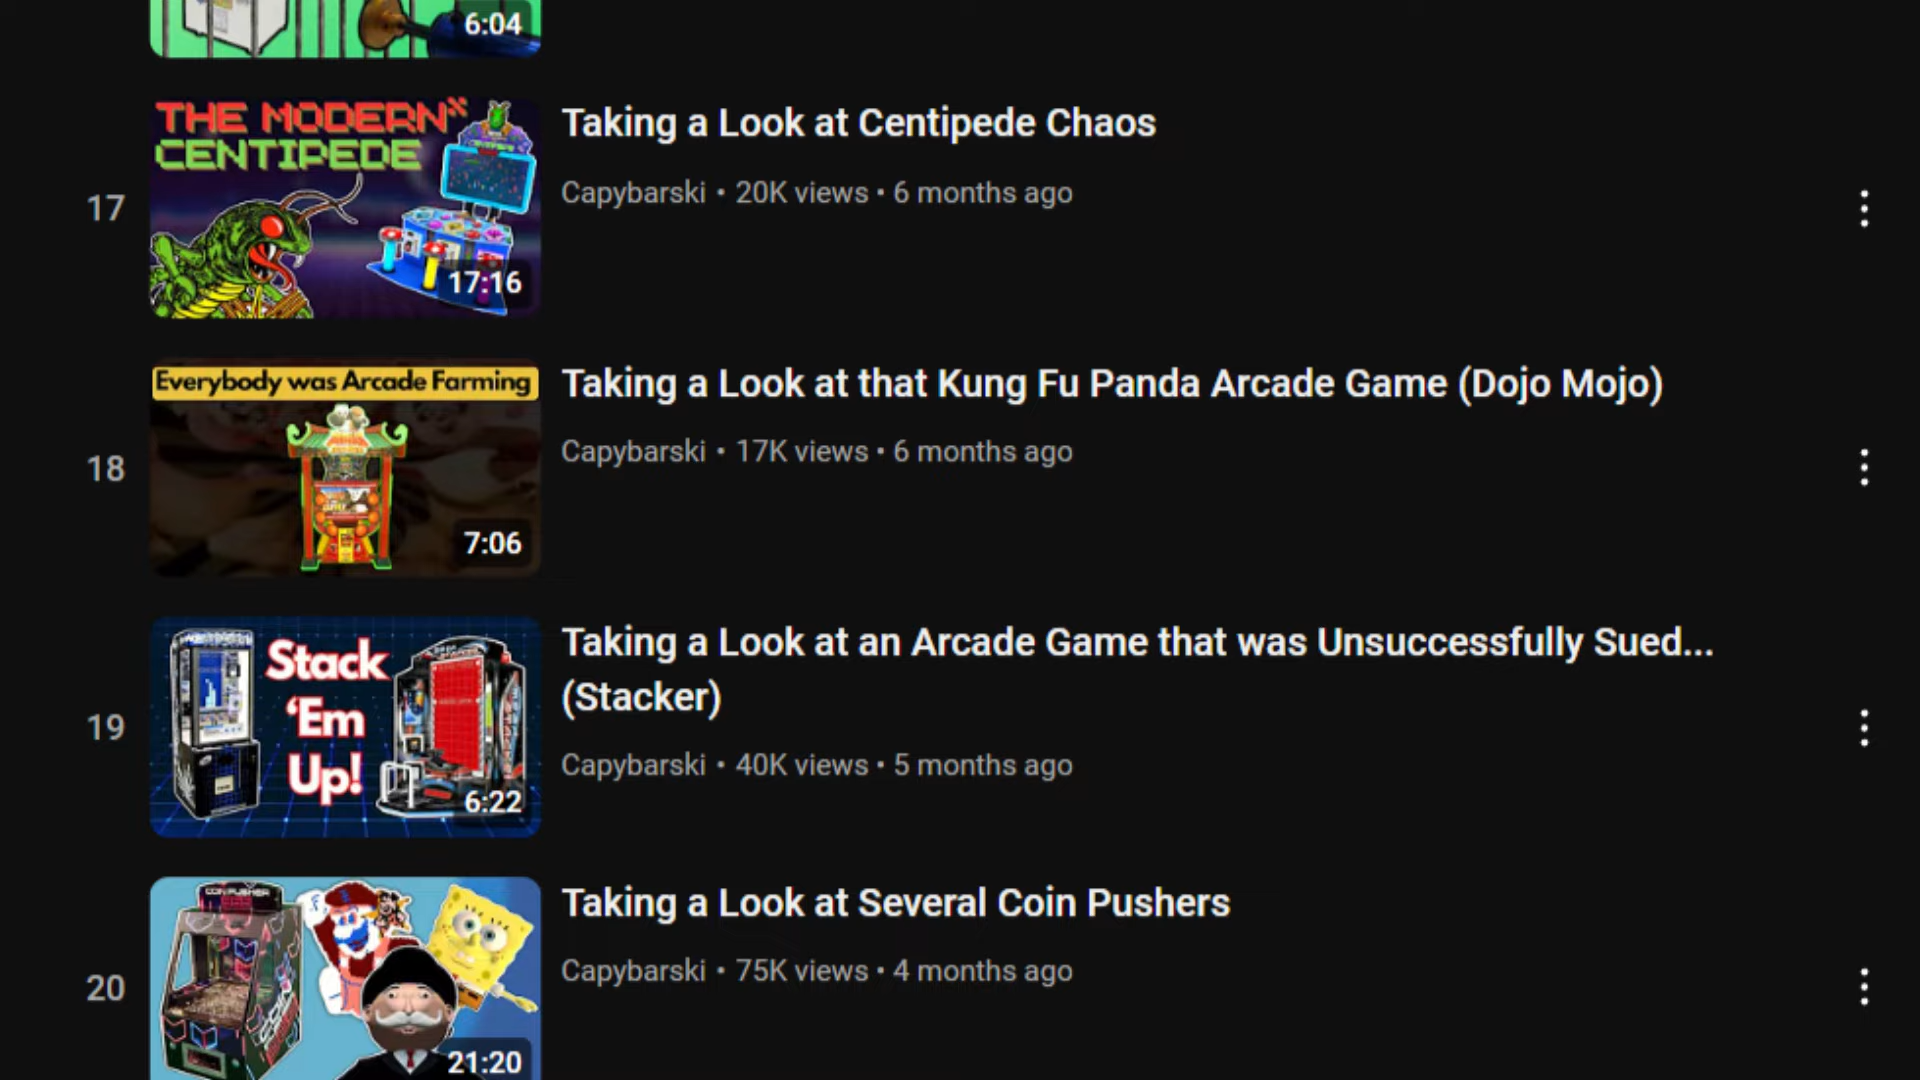 6:04
THE MODERN
CENTIPEDE
17:16
17
Taking a Look at Centipede Chaos
Capybarski • 20K views • 6 months ago
Everybody was Arcade Farming
7:06
18
Taking a Look at that Kung Fu Panda Arcade Game (Dojo Mojo)
Capybarski • 17K views • 6 months ago
Stack
‘Em
Up!
6:22
19
Taking a Look at an Arcade Game that was Unsuccessfully Sued...
(Stacker)
Capybarski • 40K views • 5 months ago
COIN PUSHER
21:20
20
Taking a Look at Several Coin Pushers
Capybarski • 75K views • 4 months ago